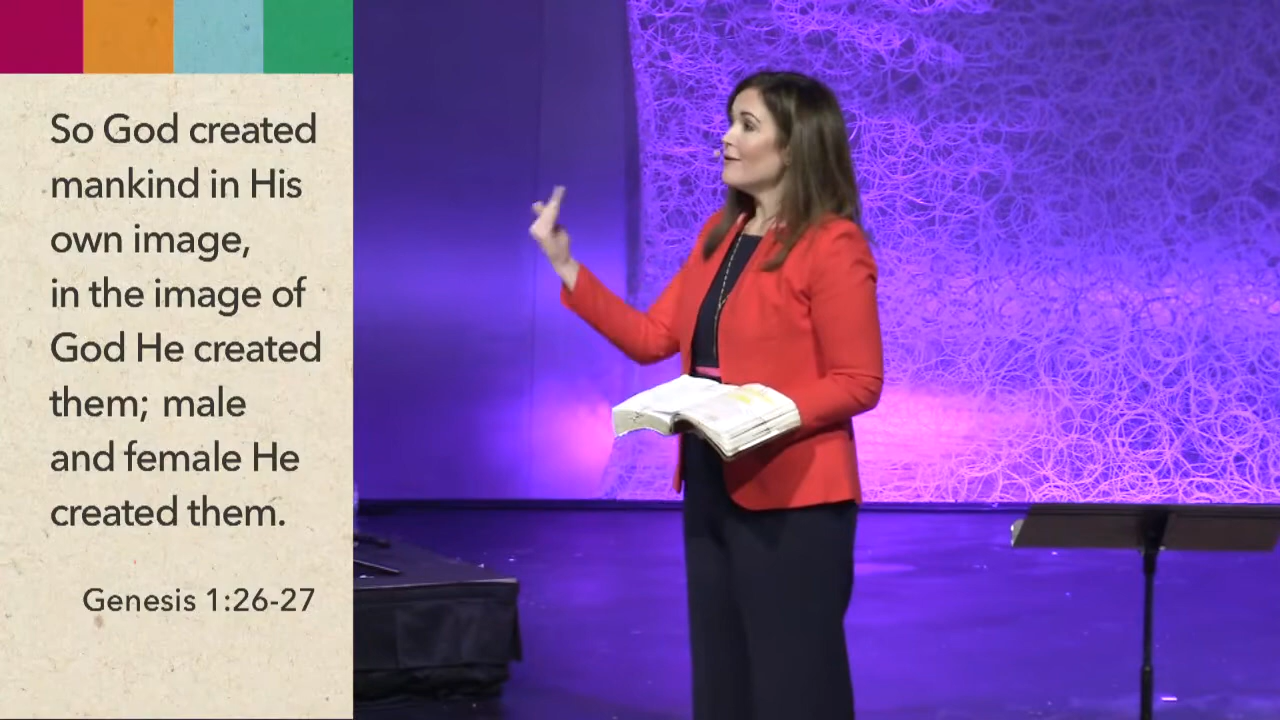 So God created
mankind in His
own image,
in the image of
God He created
them; male
and female He
created them.
Genesis 1:26-27